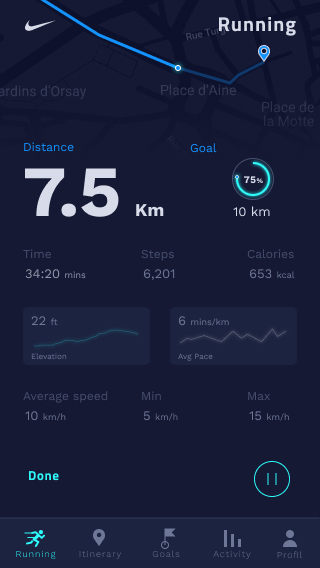 Running
Rue Turg
ardins d'Orsay
Place d'Aine
Place de
la Motte
Distance
Goal
7.5 Km
75%
10 km
Time
Steps
Calories
34:20 mins
6,201
653 kcal
22 ft
6 mins/km
Elevation
Avg Pace
Average speed
Min
Max
10 km/h
5 km/h
15 km/h
Done
Running
Itinerary
Goals
Activity
Profil